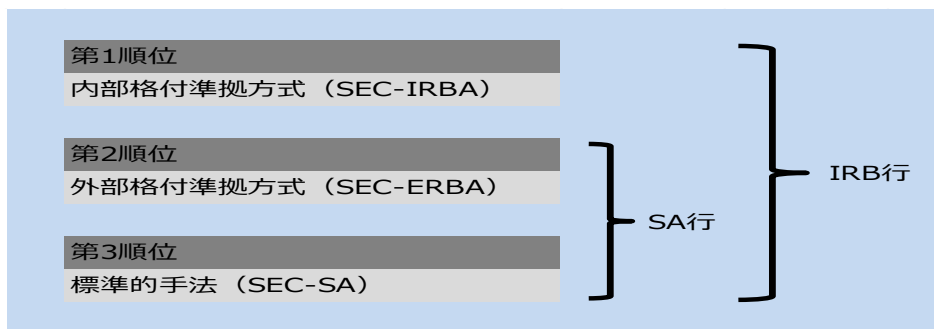 第1順位
内部格付準拠方式（SEC-IRBA）
第2順位
外部格付準拠方式（SEC-ERBA）
第3順位
標準的手法（SEC-SA）
SA行
IRB行